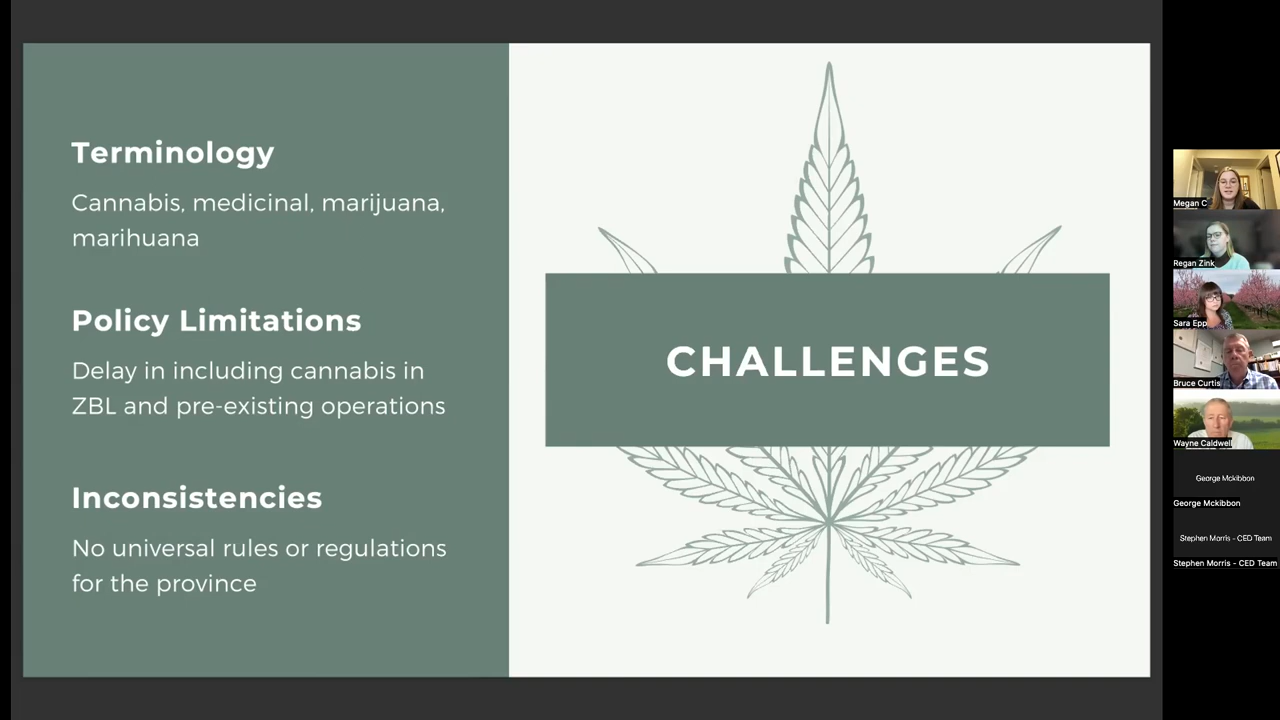 Terminology
Cannabis, medicinal, marijuana,
marihuana
Policy Limitations
Delay in including cannabis in
ZBL and pre-existing operations
Inconsistencies
No universal rules or regulations
for the province
CHALLENGES
Megan C
Regan Zink
Sara Epp
Bruce Curtis
Wayne Caldwell
George Mckibbon
George Mckibbon
Stephen Morris - CED Team
Stephen Morris - CED Team